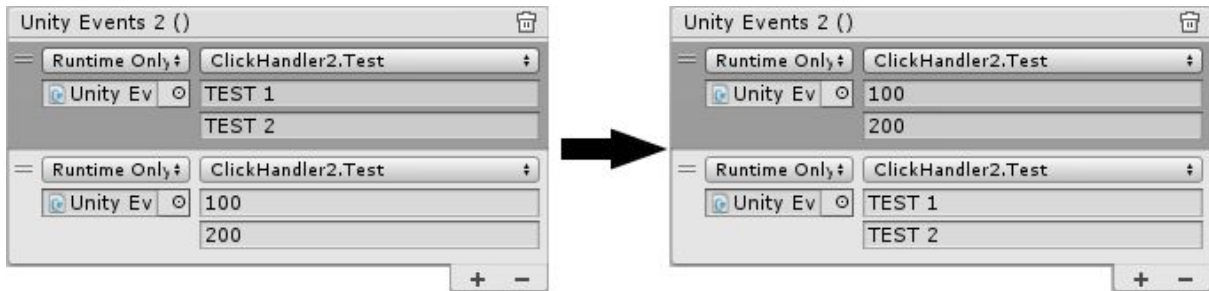 Unity Events 2 ()
Runtime Only ClickHandler2.Test
Unity Ev TEST 1
TEST 2
Runtime Only ClickHandler2.Test
Unity Ev 100
200
+ −
Unity Events 2 ()
Runtime Only ClickHandler2.Test
Unity Ev 100
200
Runtime Only ClickHandler2.Test
Unity Ev TEST 1
TEST 2
+ −